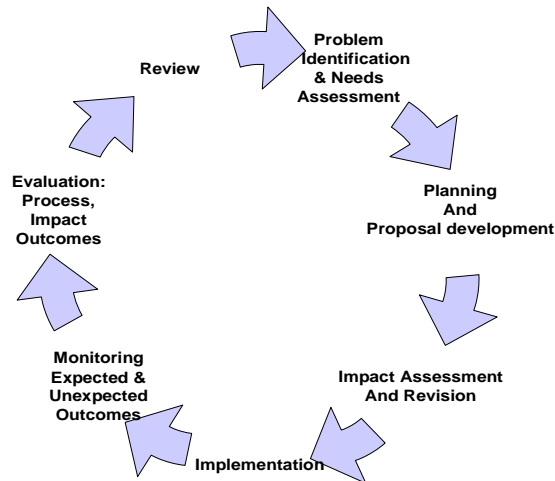 Problem
Identification
& Needs
Assessment
Planning
And
Proposal development
Impact Assessment
And Revision
Implementation
Monitoring
Expected &
Unexpected
Outcomes
Evaluation:
Process,
Impact
Outcomes
Review